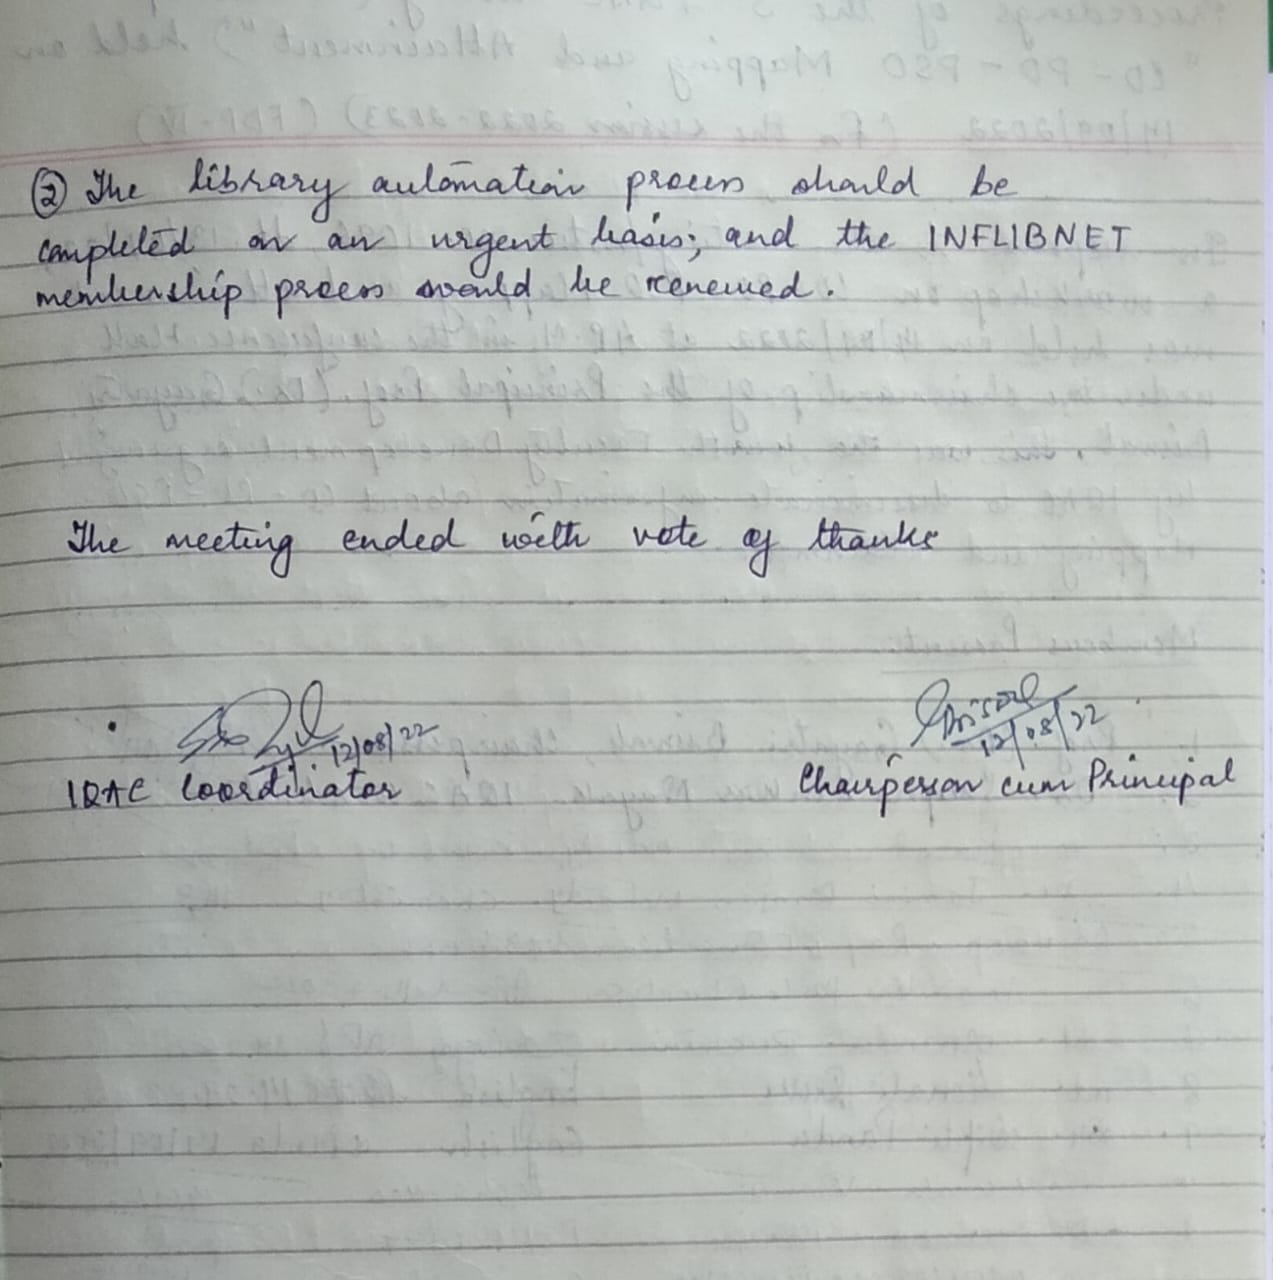 ② The library automation process should be
completed on an urgent basis; and the INFLIBNET
membership process would be renewed.
The meeting ended with vote of thanks
12/08/22
12/08/22
IQAC Coordinator
Chairperson cum Principal